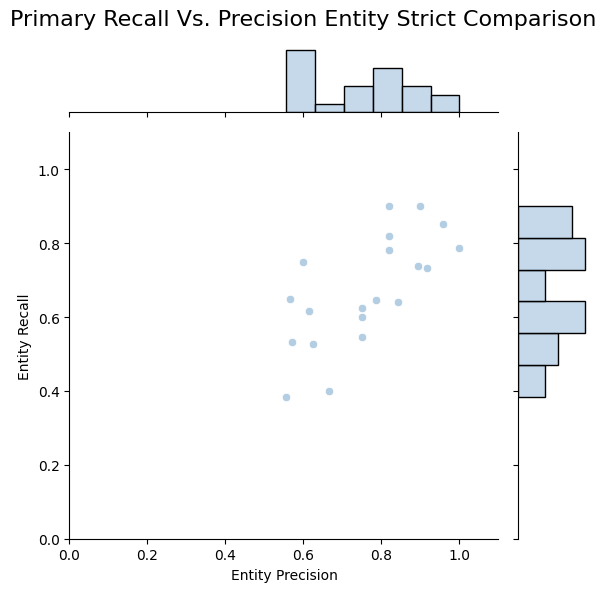 Primary Recall Vs. Precision Entity Strict Comparison
1.0
0.8
0.6
0.4
0.2
0.0
Entity Recall
0.0 0.2 0.4 0.6 0.8 1.0
Entity Precision